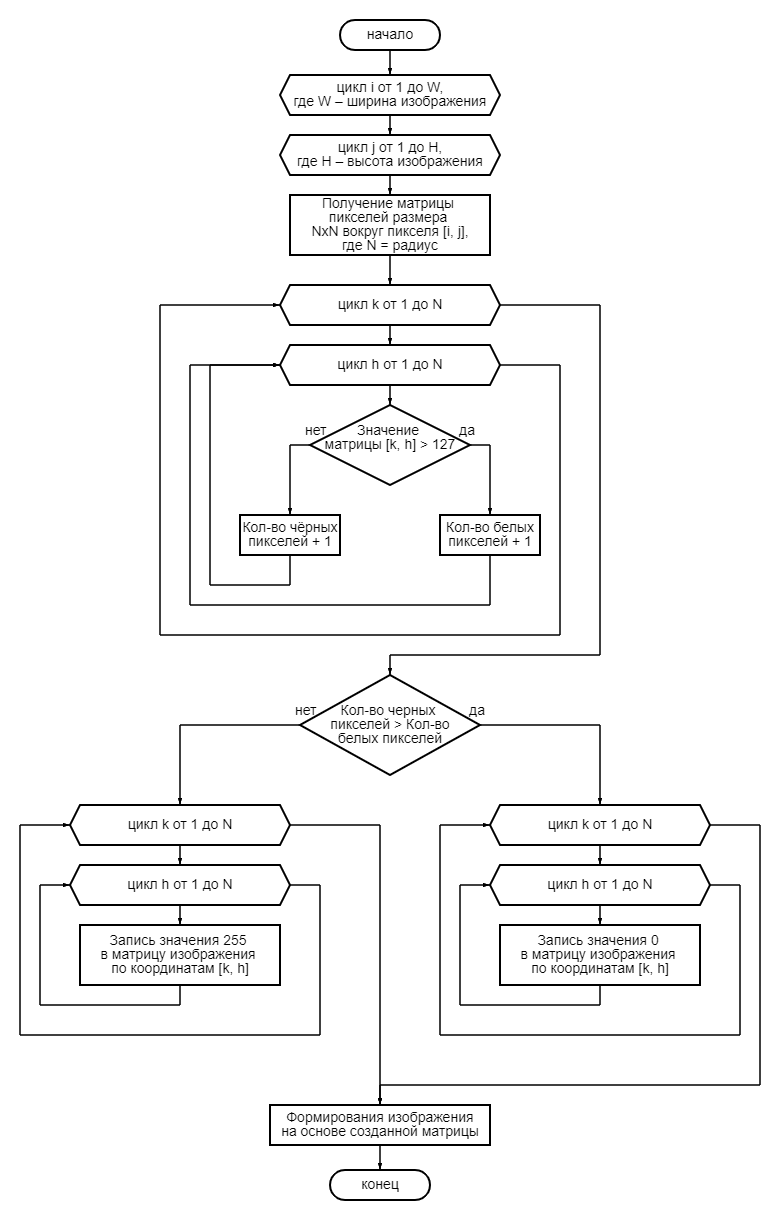 начало
цикл i от 1 до W,
где W – ширина изображения
цикл j от 1 до H,
где H – высота изображения
Получение матрицы
пикселей размера
NxN вокруг пикселя [i, j],
где N = радиус
цикл k от 1 до N
цикл h от 1 до N
нет
Значение
матрицы [k, h] > 127
да
Кол-во чёрных
пикселей + 1
Кол-во белых
пикселей + 1
нет
Кол-во черных
пикселей > Кол-во
белых пикселей
да
цикл k от 1 до N
цикл h от 1 до N
Запись значения 255
в матрицу изображения
по координатам [k, h]
цикл k от 1 до N
цикл h от 1 до N
Запись значения 0
в матрицу изображения
по координатам [k, h]
Формирования изображения
на основе созданной матрицы
конец